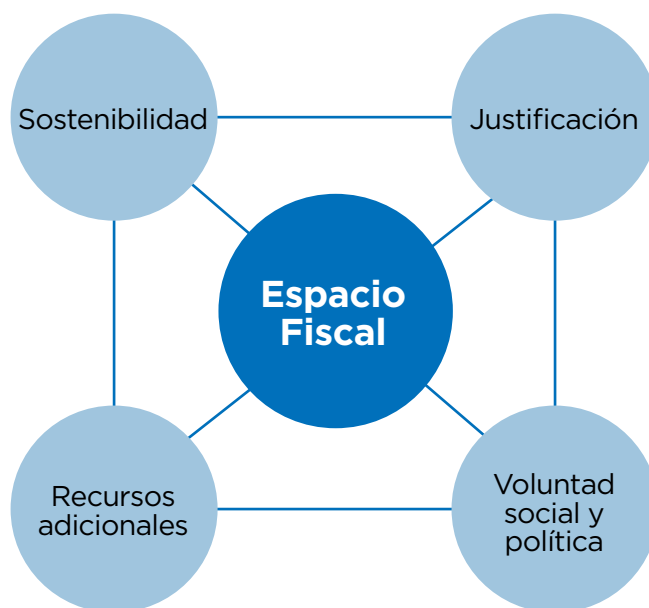 Sostenibilidad
Justificación
Espacio
Fiscal
Recursos
adicionales
Voluntad
social y
política